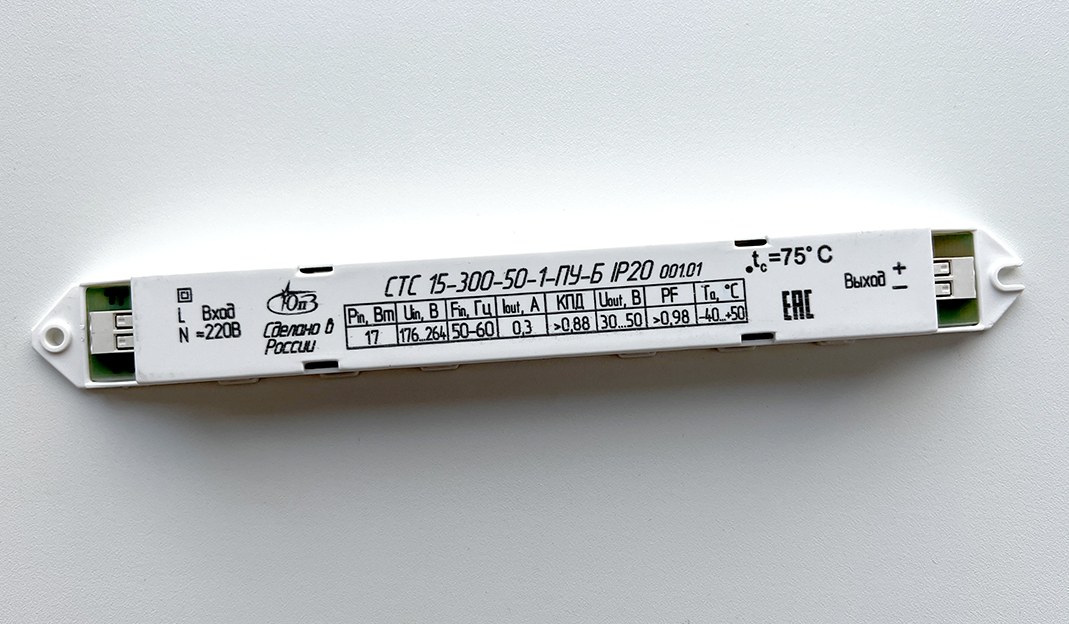 СТС 15-300-50-1-ПУ-Б IP20 001.01
L Вход
N ≈220В
ЮпЗ
Сделано в
России
Pin, Вт Uin, В Fin, Гц Iout, А КПД Uout, В PF Ta, °C
17 176...264 50-60 0,3 >0,88 30...50 >0,98 -40...+50
.tc=75° C
EAC
Выход +
−